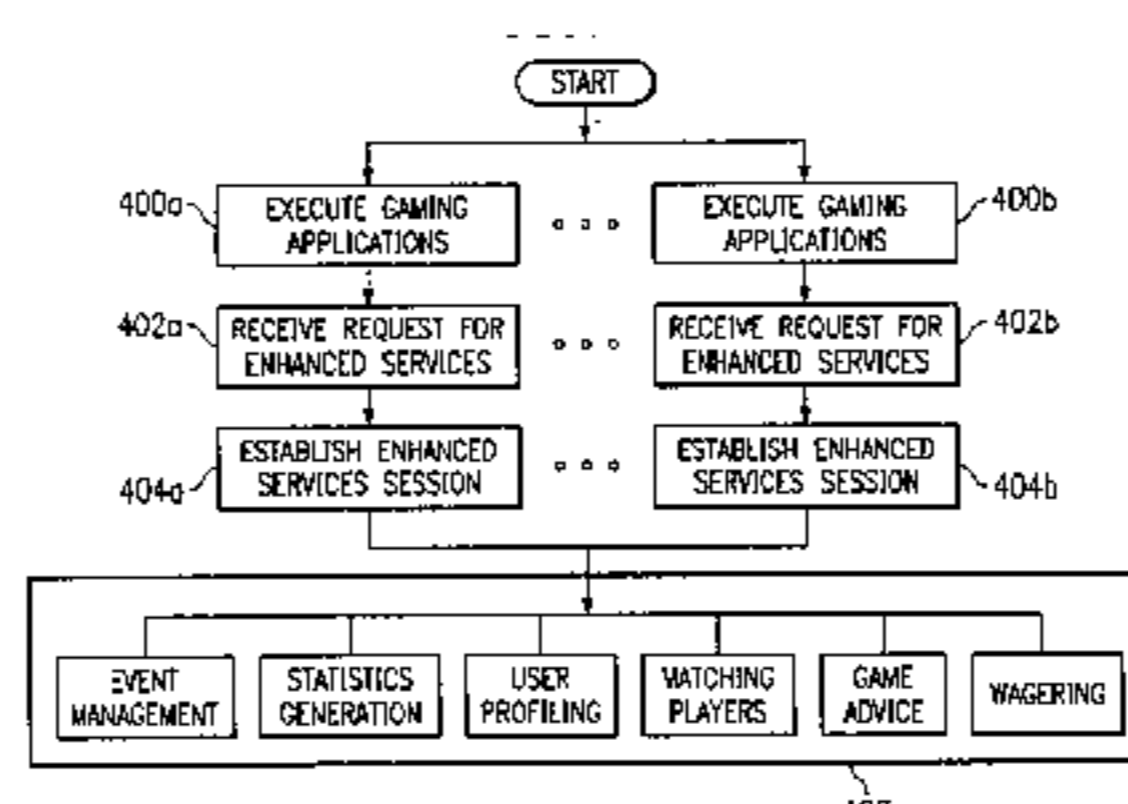 START
400a
EXECUTE GAMING
APPLICATIONS
EXECUTE GAMING
APPLICATIONS
400b
402a
RECEIVE REQUEST FOR
ENHANCED SERVICES
RECEIVE REQUEST FOR
ENHANCED SERVICES
402b
404a
ESTABLISH ENHANCED
SERVICES SESSION
ESTABLISH ENHANCED
SERVICES SESSION
404b
EVENT
MANAGEMENT
STATISTICS
GENERATION
USER
PROFILING
MATCHING
PLAYERS
GAME
ADVICE
WAGERING